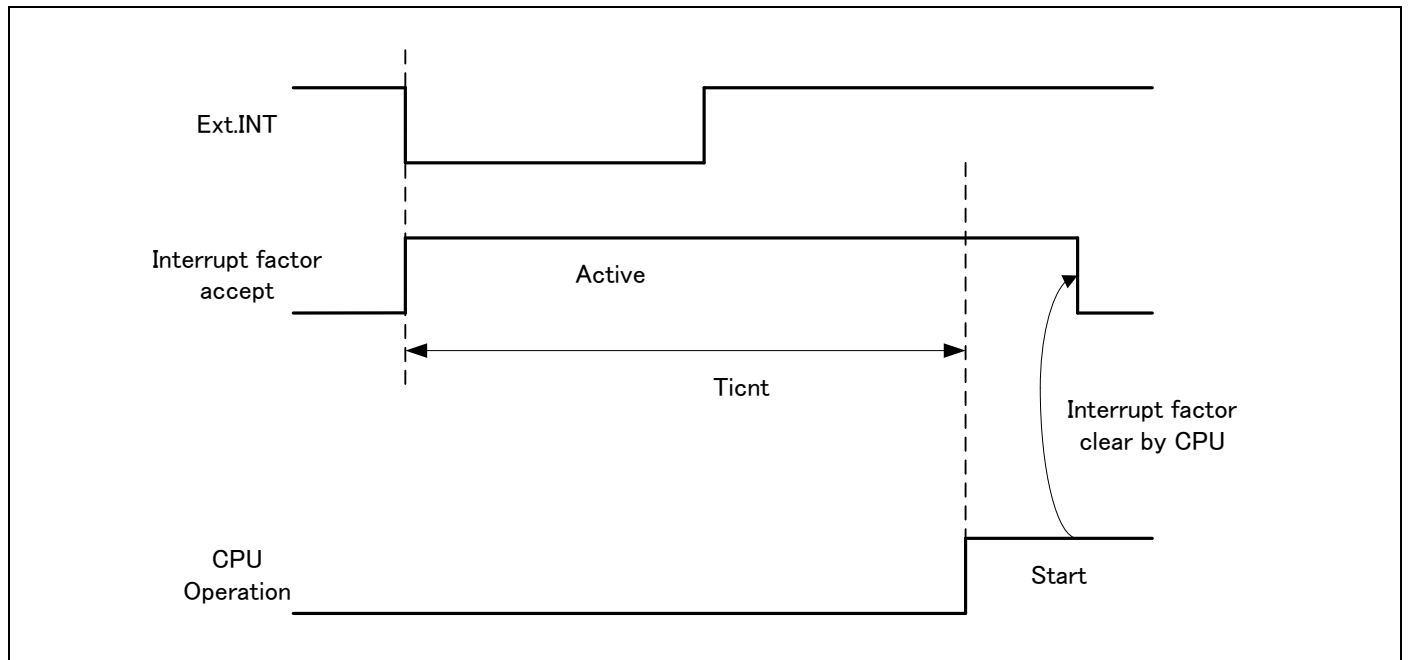 Ext.INT
Interrupt factor
accept
Active
Ticnt
Interrupt factor
clear by CPU
CPU
Operation
Start